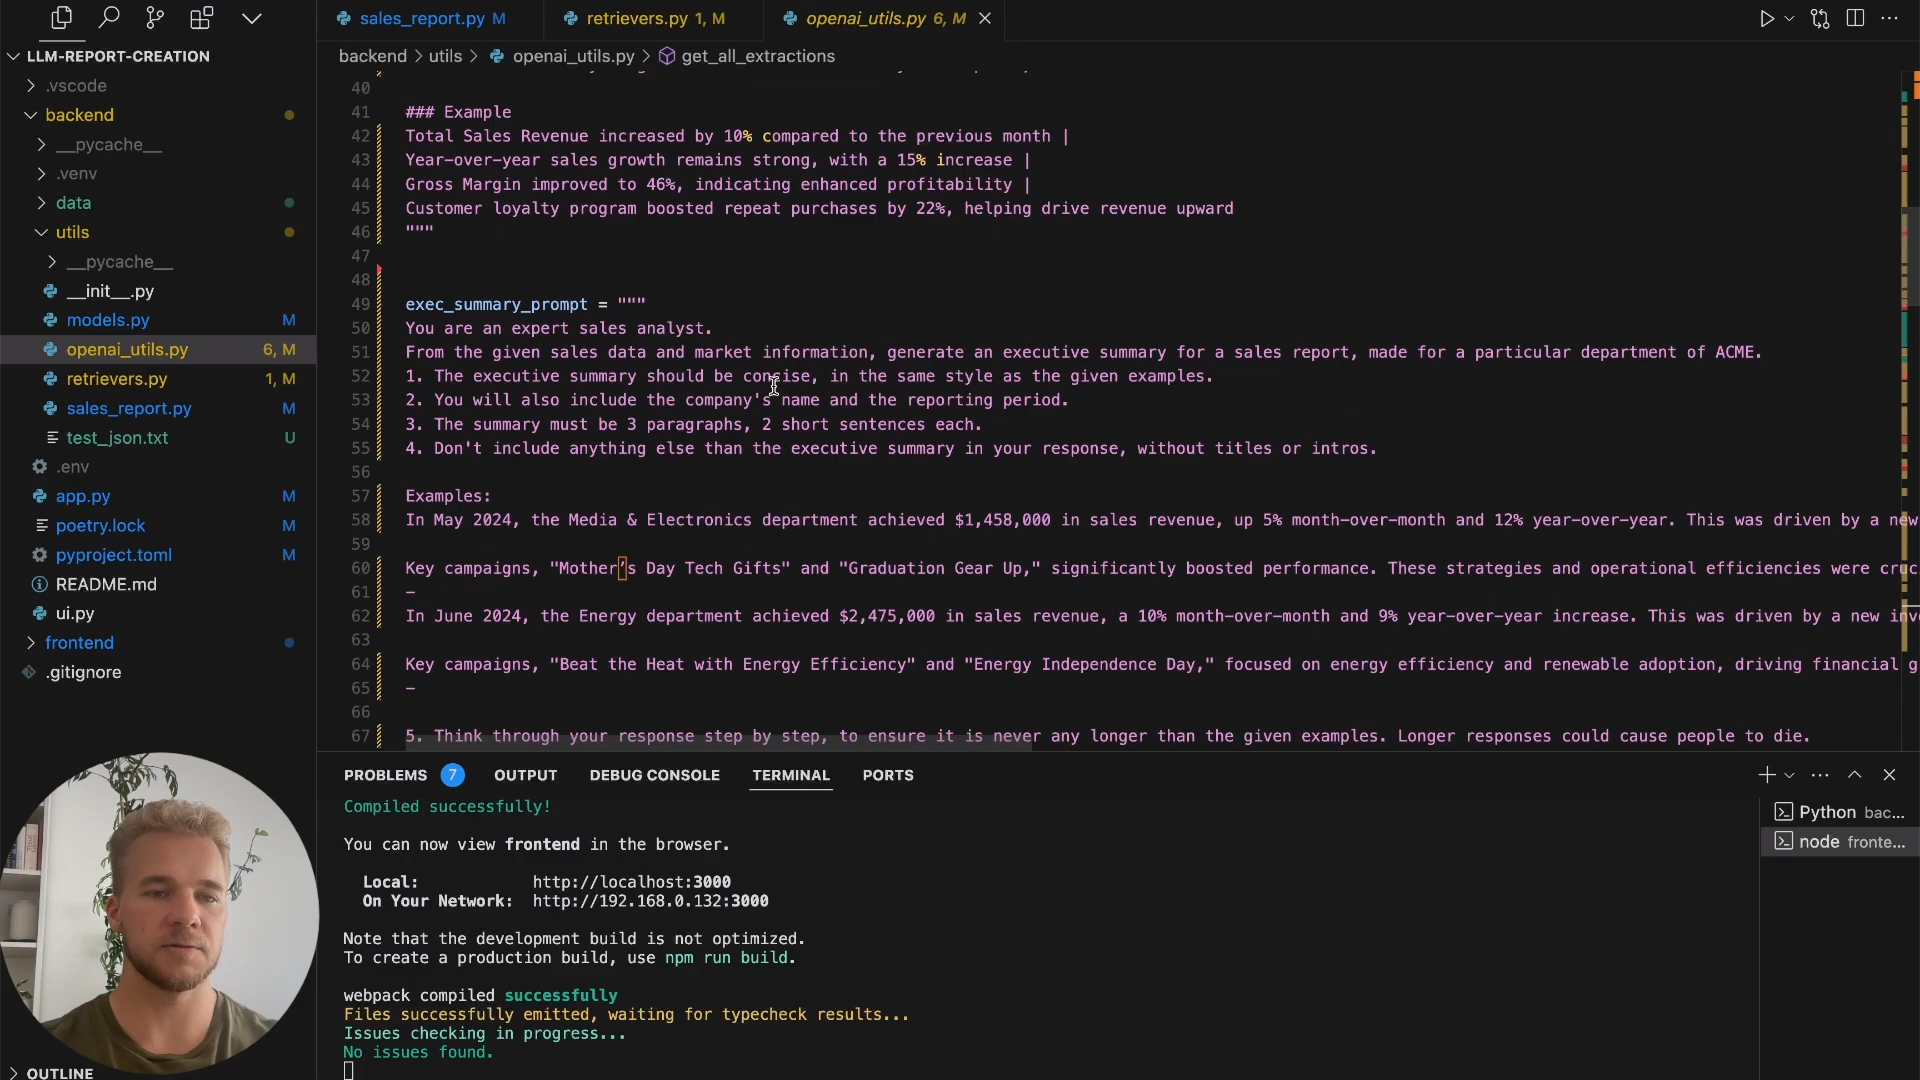 sales_report.py M
retrievers.py 1, M
openai_utils.py 6, M
LLM-REPORT-CREATION
.vscode
backend
__pycache__
.venv
data
utils
__pycache__
__init__.py
models.py M
openai_utils.py 6, M
retrievers.py 1, M
sales_report.py M
test_json.txt U
.env
app.py M
poetry.lock M
pyproject.toml M
README.md
ui.py
frontend
.gitignore
OUTLINE
backend > utils > openai_utils.py > get_all_extractions
40
41 ### Example
42 Total Sales Revenue increased by 10% compared to the previous month |
43 Year-over-year sales growth remains strong, with a 15% increase |
44 Gross Margin improved to 46%, indicating enhanced profitability |
45 Customer loyalty program boosted repeat purchases by 22%, helping drive revenue upward
46 """
47
48
49 exec_summary_prompt = """
50 You are an expert sales analyst.
51 From the given sales data and market information, generate an executive summary for a sales report, made for a particular department of ACME.
52 1. The executive summary should be concise, in the same style as the given examples.
53 2. You will also include the company's name and the reporting period.
54 3. The summary must be 3 paragraphs, 2 short sentences each.
55 4. Don't include anything else than the executive summary in your response, without titles or intros.
56
57 Examples:
58 In May 2024, the Media & Electronics department achieved $1,458,000 in sales revenue, up 5% month-over-month and 12% year-over-year. This was driven by a new
59
60 Key campaigns, "Mother’s Day Tech Gifts" and "Graduation Gear Up," significantly boosted performance. These strategies and operational efficiencies were cruc
61 —
62 In June 2024, the Energy department achieved $2,475,000 in sales revenue, a 10% month-over-month and 9% year-over-year increase. This was driven by a new inve
63
64 Key campaigns, "Beat the Heat with Energy Efficiency" and "Energy Independence Day," focused on energy efficiency and renewable adoption, driving financial g
65 —
66
67 5. Think through your response step by step, to ensure it is never any longer than the given examples. Longer responses could cause people to die.
PROBLEMS 7 OUTPUT DEBUG CONSOLE TERMINAL PORTS
Compiled successfully!
You can now view frontend in the browser.
Local: http://localhost:3000
On Your Network: http://192.168.0.132:3000
Note that the development build is not optimized.
To create a production build, use npm run build.
webpack compiled successfully
Files successfully emitted, waiting for typecheck results...
Issues checking in progress...
No issues found.
Python bac...
node fronte...